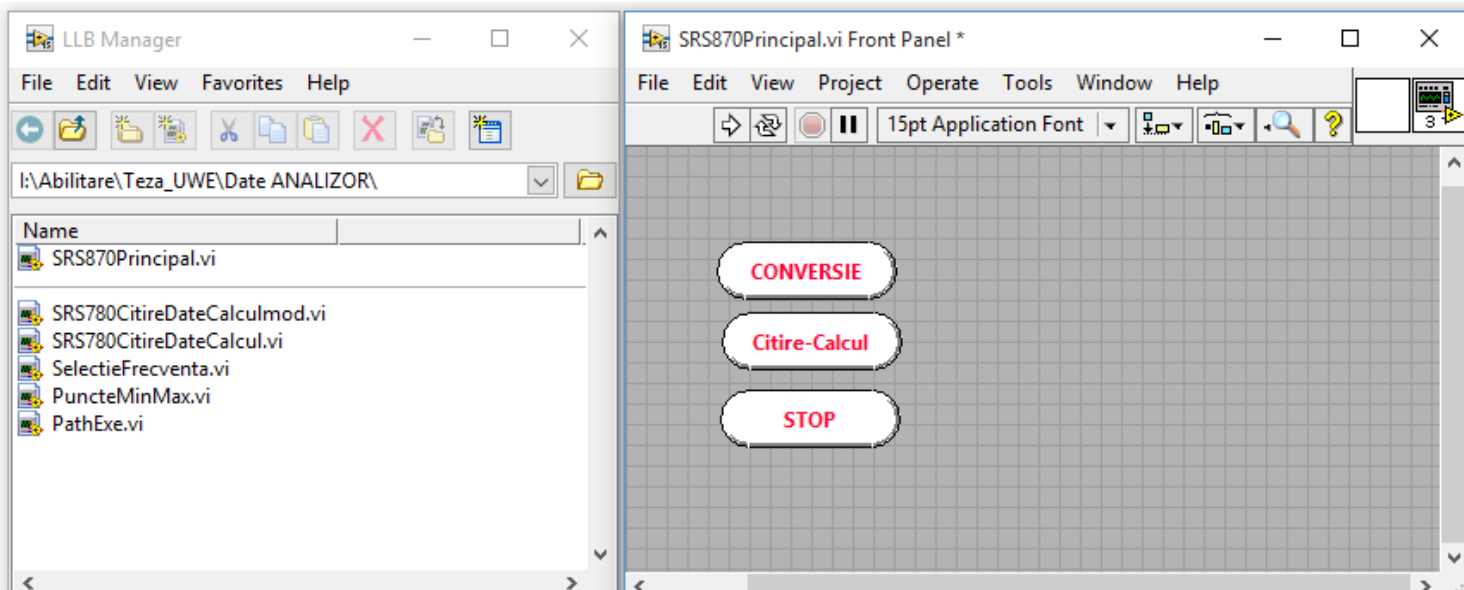 LLB Manager
File Edit View Favorites Help
I:\Abilitare\Teza_UWE\Date ANALIZOR\
Name
SRS870Principal.vi
SRS780CitireDateCalculmod.vi
SRS780CitireDateCalcul.vi
SelectieFrecventa.vi
PuncteMinMax.vi
PathExe.vi
SRS870Principal.vi Front Panel *
File Edit View Project Operate Tools Window Help
15pt Application Font
3
CONVERSIE
Citire-Calcul
STOP